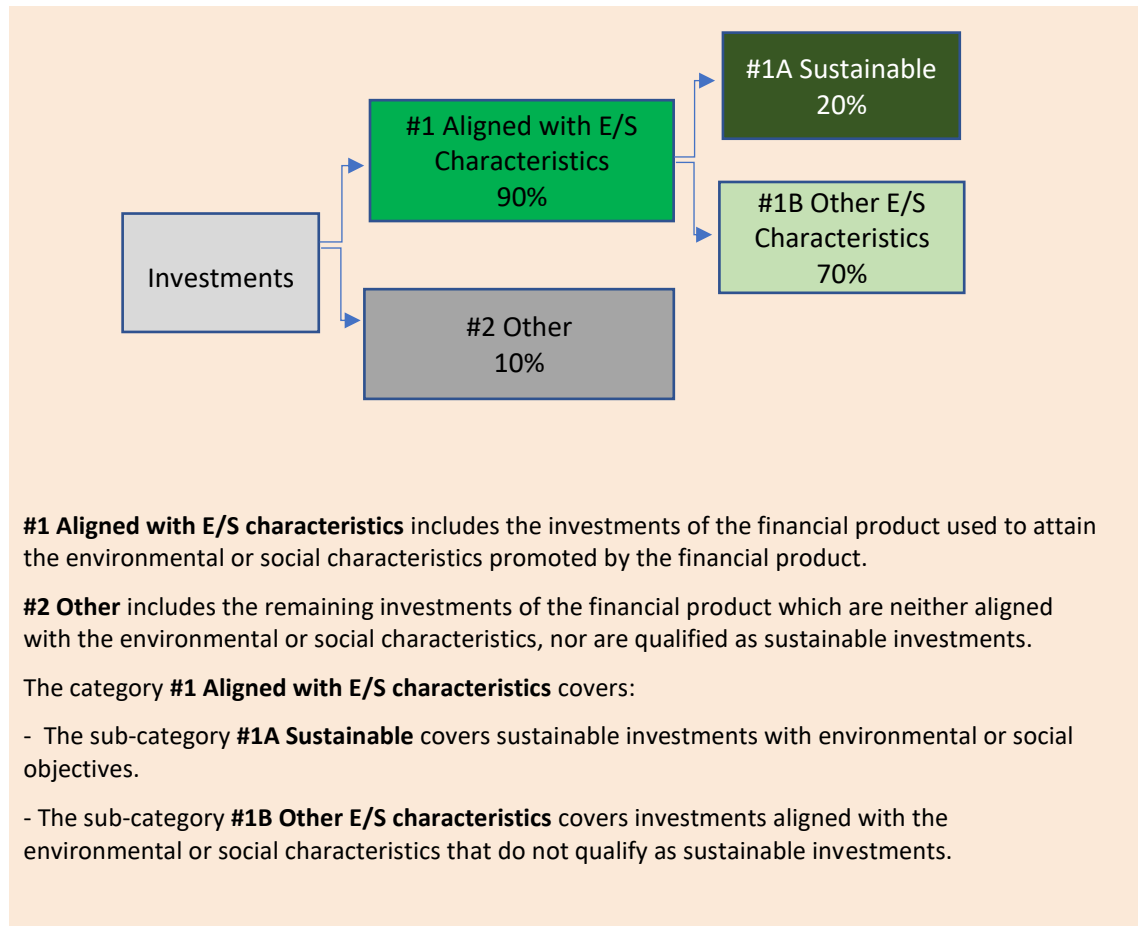 #1A Sustainable
20%
#1 Aligned with E/S
Characteristics
90%
#1B Other E/S
Characteristics
70%
Investments
#2 Other
10%
#1 Aligned with E/S characteristics includes the investments of the financial product used to attain
the environmental or social characteristics promoted by the financial product.
#2 Other includes the remaining investments of the financial product which are neither aligned
with the environmental or social characteristics, nor are qualified as sustainable investments.
The category #1 Aligned with E/S characteristics covers:
- The sub-category #1A Sustainable covers sustainable investments with environmental or social
objectives.
- The sub-category #1B Other E/S characteristics covers investments aligned with the
environmental or social characteristics that do not qualify as sustainable investments.